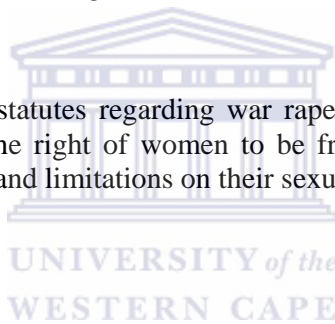 statutes regarding war rape
ne right of women to be fr
and limitations on their sexu
UNIVERSITY of the
WESTERN CAPE